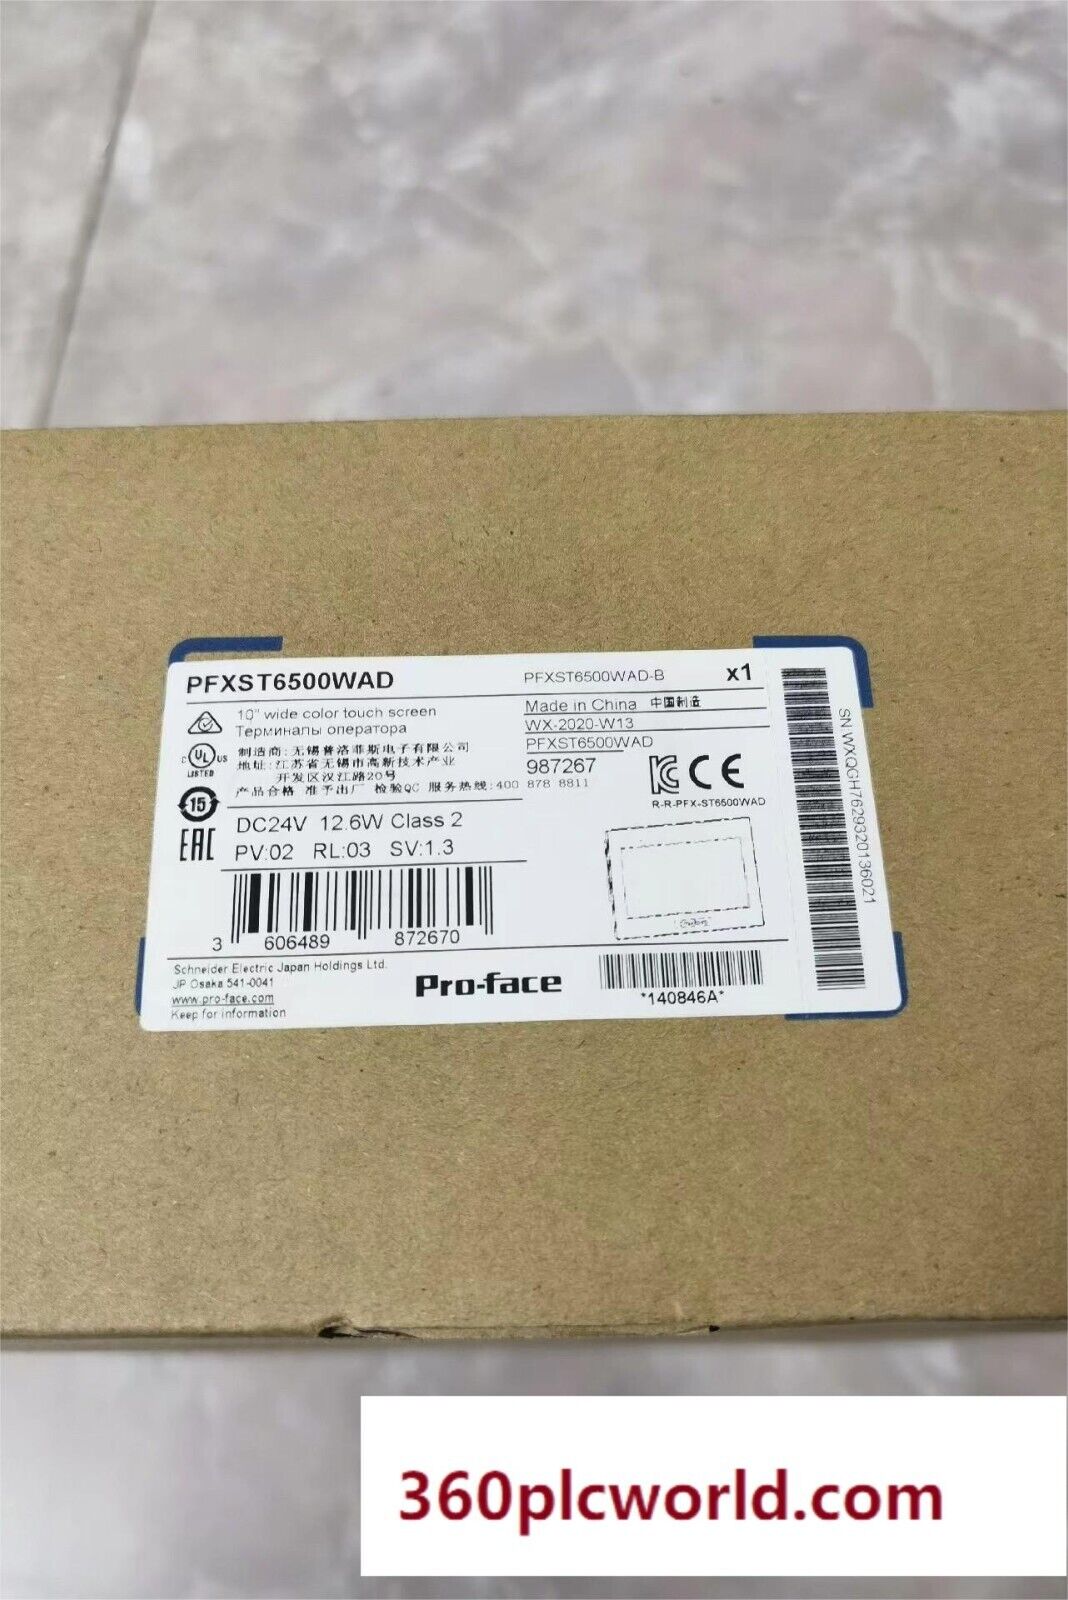 PFXST6500WAD
PFXST6500WAD-B
x1
10" wide color touch screen
Терминалы оператора
Made in China 中国制造
WX-2020-W13
PFXST6500WAD
987267
制造商: 无锡普洛菲斯电子有限公司
地址: 江苏省无锡市高新技术产业
开发区汉江路20号
产品合格 准予出厂 检验QC 服务热线: 400 878 8811
C UL US
LISTED
15
EAC
DC24V 12.6W Class 2
PV:02 RL:03 SV:1.3
CE
R-R-PFX-ST6500WAD
3 606489 872670
Schneider Electric Japan Holdings Ltd.
JP Osaka 541-0041
www.pro-face.com
Keep for information
Pro-face
*140846A*
SN WXQGH7629320136021
360plcworld.com